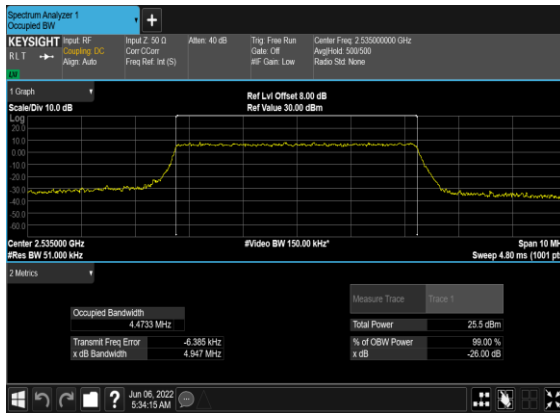 Spectrum Analyzer 1
Occupied BW
+
KEYSIGHT Input: RF Input Z: 50 Ω Atten: 40 dB Trig: Free Run Center Freq: 2.535000000 GHz
RLT Coupling: DC Corr CCorr Gate: Off Avg|Hold: 500/500
Align: Auto Freq Ref: Int (S) #IF Gain: Low Radio Std: None
1 Graph
Ref Lvl Offset 8.00 dB
Scale/Div 10.0 dB Ref Value 30.00 dBm
Log
20.0
10.0
0.00
-10.0
-20.0
-30.0
-40.0
-50.0
-60.0
Center 2.535000 GHz #Video BW 150.00 kHz* Span 10 MH
#Res BW 51.000 kHz Sweep 4.80 ms (1001 pt
2 Metrics
Measure Trace Trace 1
Occupied Bandwidth
4.4733 MHz
Total Power 25.5 dBm
Transmit Freq Error -6.385 kHz % of OBW Power 99.00 %
x dB Bandwidth 4.947 MHz x dB -26.00 dB
?
Jun 06, 2022
5:34:15 AM